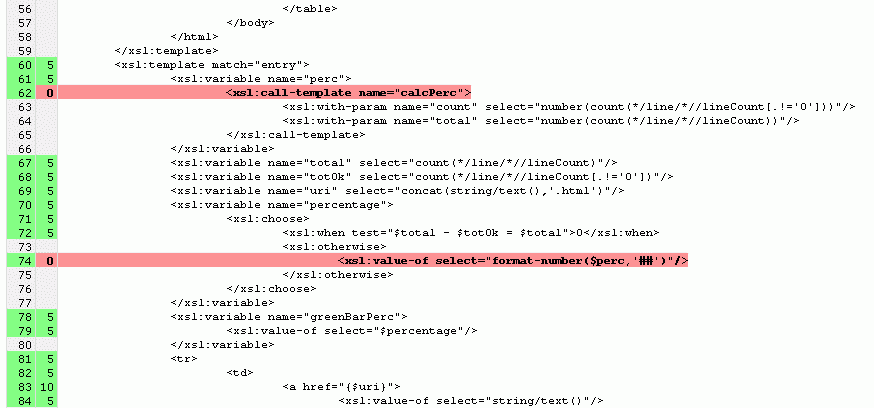 56 </table>
57 </body>
58 </html>
59 </xsl:template>
60 5 <xsl:template match="entry">
61 5 <xsl:variable name="perc">
62 0 <xsl:call-template name="calcPerc">
63 <xsl:with-param name="count" select="number(count(*/line/*//lineCount[.!='0']))"/>
64 <xsl:with-param name="total" select="number(count(*/line/*//lineCount))"/>
65 </xsl:call-template>
66 </xsl:variable>
67 5 <xsl:variable name="total" select="count(*/line/*//lineCount)"/>
68 5 <xsl:variable name="totOk" select="count(*/line/*//lineCount[.!='0'])"/>
69 5 <xsl:variable name="uri" select="concat(string/text(),'.html')"/>
70 5 <xsl:variable name="percentage">
71 5 <xsl:choose>
72 5 <xsl:when test="$total - $totOk = $total">0</xsl:when>
73 <xsl:otherwise>
74 0 <xsl:value-of select="format-number($perc,'##')"/>
75 </xsl:otherwise>
76 </xsl:choose>
77 </xsl:variable>
78 5 <xsl:variable name="greenBarPerc">
79 5 <xsl:value-of select="$percentage"/>
80 </xsl:variable>
81 5 <tr>
82 5 <td>
83 10 <a href="{$uri}">
84 5 <xsl:value-of select="string/text()"/>